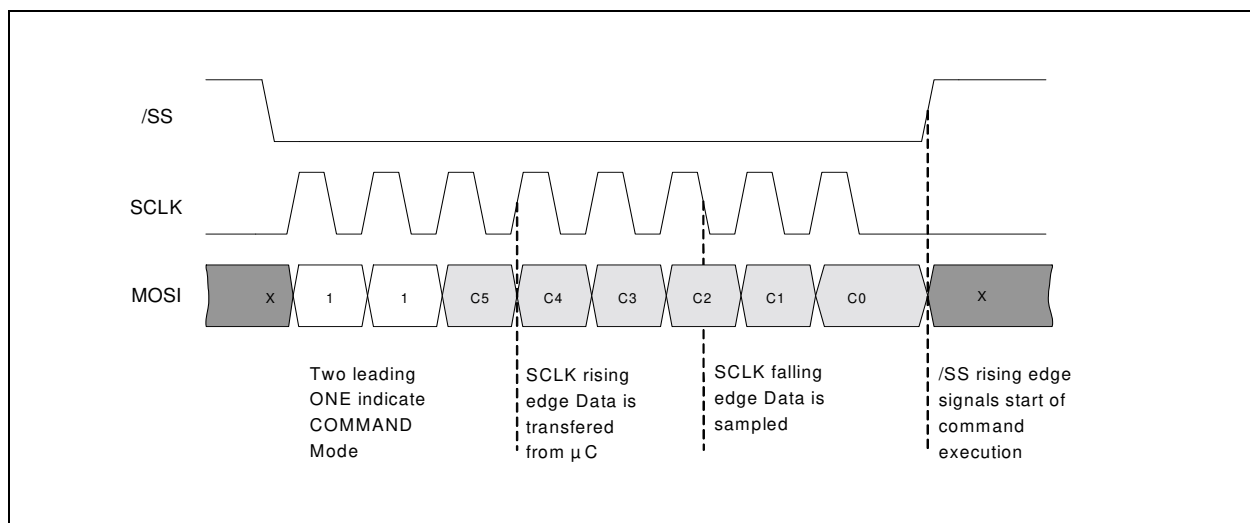 /SS
SCLK
MOSI
X
1
1
C5
C4
C3
C2
C1
C0
X
Two leading
ONE indicate
COMMAND
Mode
SCLK rising
edge Data is
transfered
from µC
SCLK falling
edge Data is
sampled
/SS rising edge
signals start of
command
execution